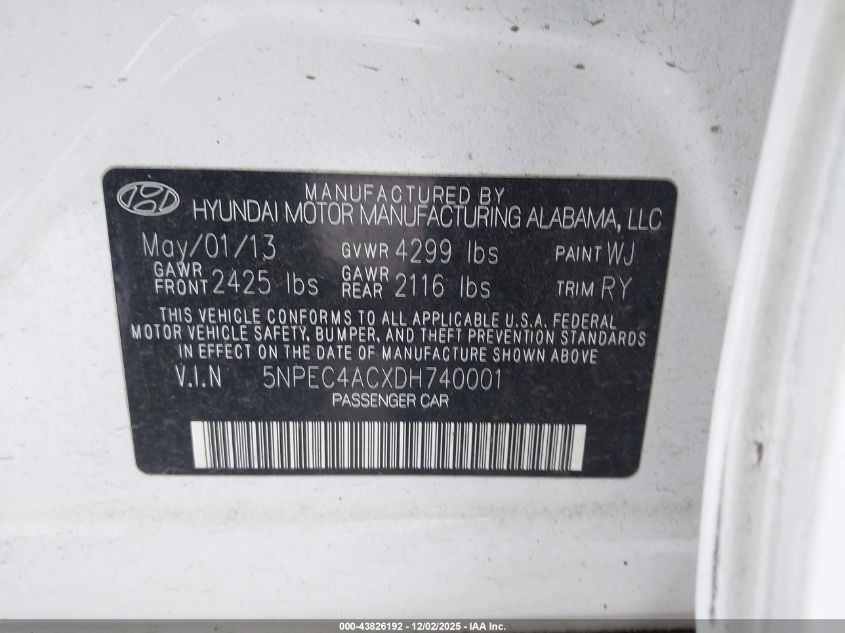 MANUFACTURED BY
HYUNDAI MOTOR MANUFACTURING ALABAMA, LLC
May/01/13 GVWR 4299 lbs PAINT WJ
GAWR FRONT 2425 lbs GAWR REAR 2116 lbs TRIM RY
THIS VEHICLE CONFORMS TO ALL APPLICABLE U.S.A. FEDERAL
MOTOR VEHICLE SAFETY, BUMPER, AND THEFT PREVENTION STANDARDS
IN EFFECT ON THE DATE OF MANUFACTURE SHOWN ABOVE
V.I.N 5NPEC4ACXDH740001
PASSENGER CAR
000-43826192 - 12/02/2025 - IAA Inc.